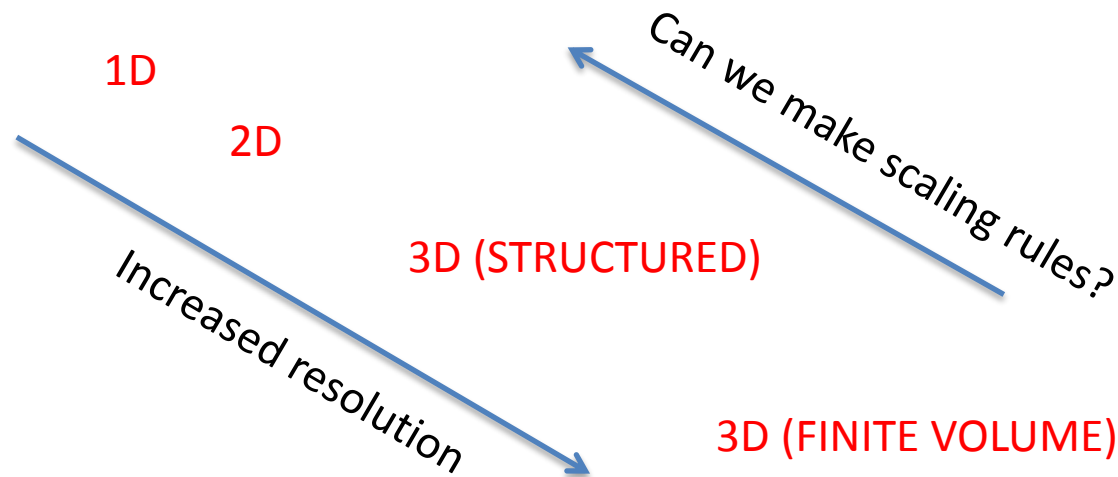 1D
Can we make scaling rules?
2D
3D (STRUCTURED)
Increased resolution
3D (FINITE VOLUME)